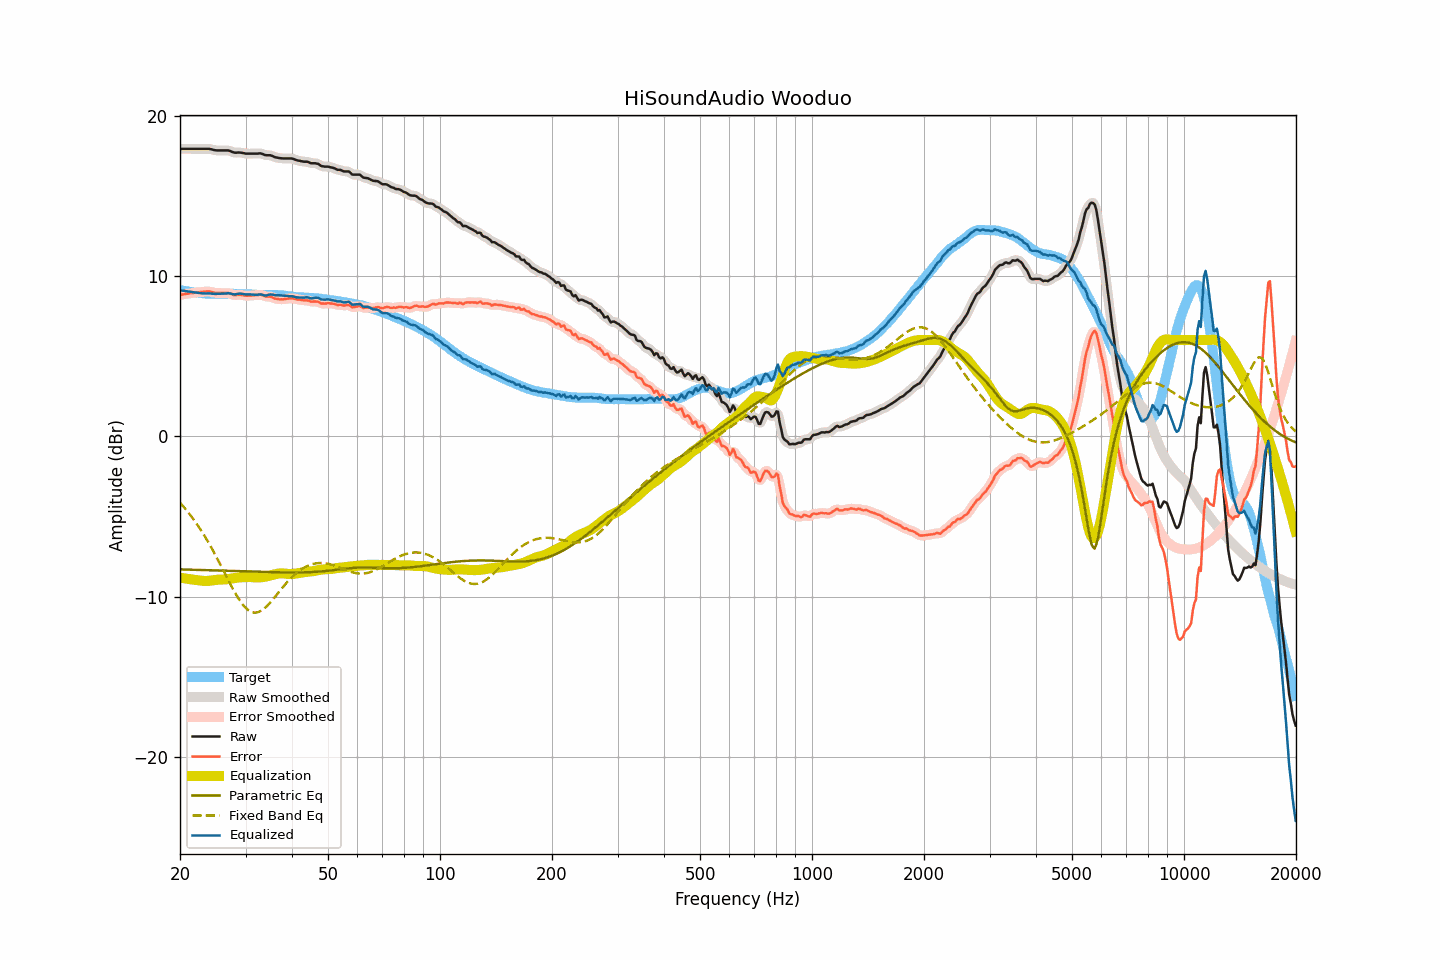 HiSoundAudio Wooduo
20
10
0
−10
−20
Amplitude (dBr)
Target
Raw Smoothed
Error Smoothed
Raw
Error
Equalization
Parametric Eq
Fixed Band Eq
Equalized
20 50 100 200 500 1000 2000 5000 10000 20000
Frequency (Hz)